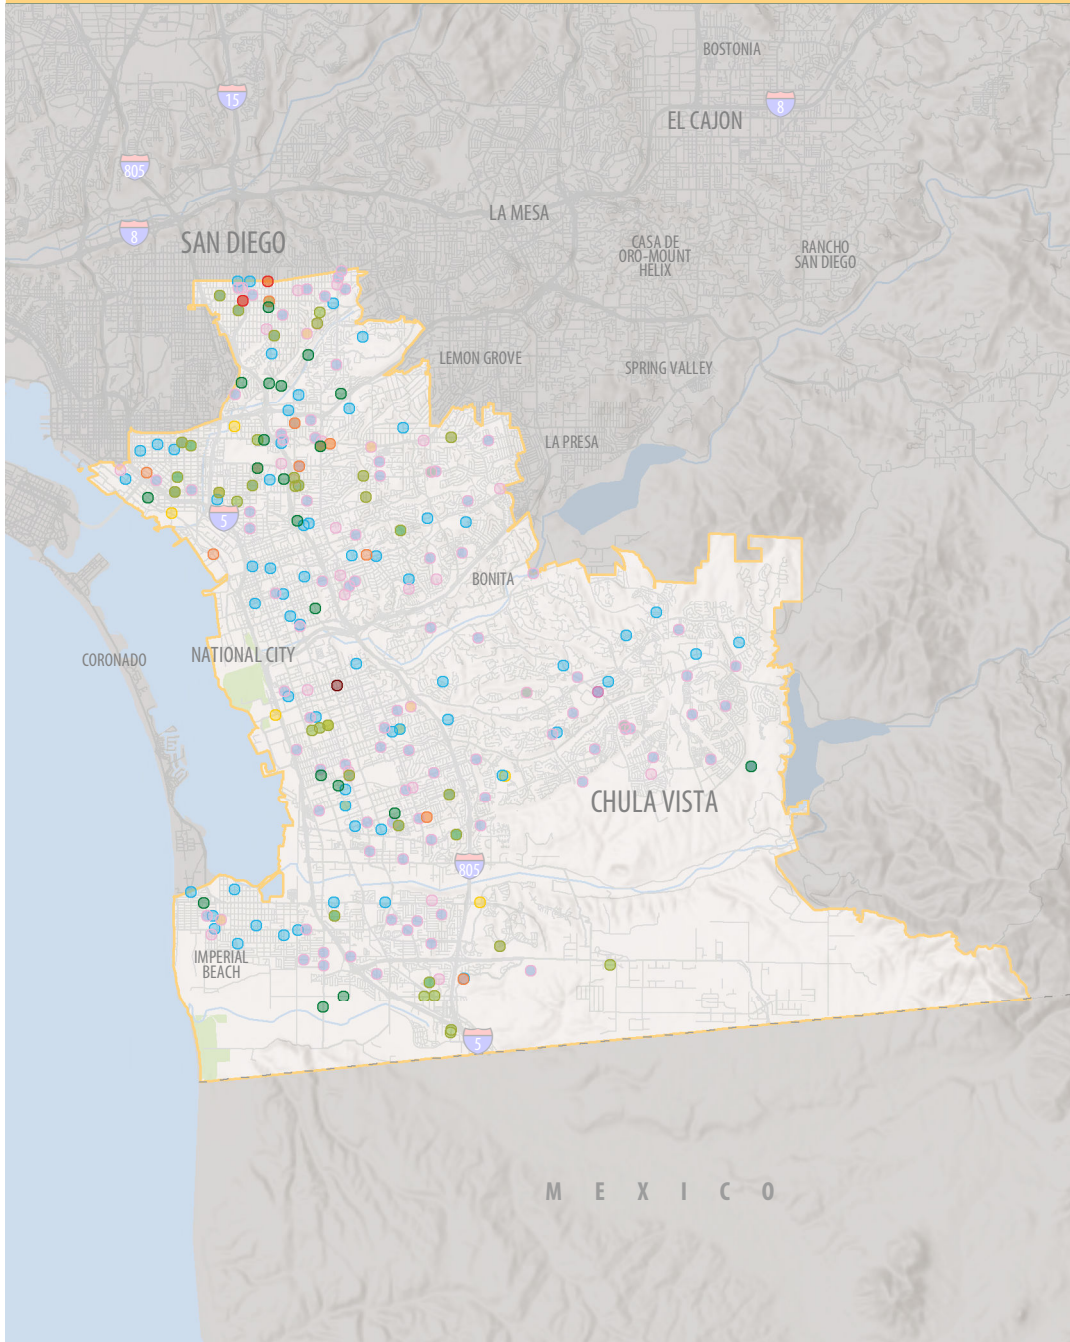 BOSTONIA
15
8
EL CAJON
805
LA MESA
8
SAN DIEGO
CASA DE
ORO-MOUNT
HELIX
RANCHO
SAN DIEGO
LEMON GROVE
SPRING VALLEY
LA PRESA
5
BONITA
CORONADO
NATIONAL CITY
CHULA VISTA
805
IMPERIAL
BEACH
5
MEXICO